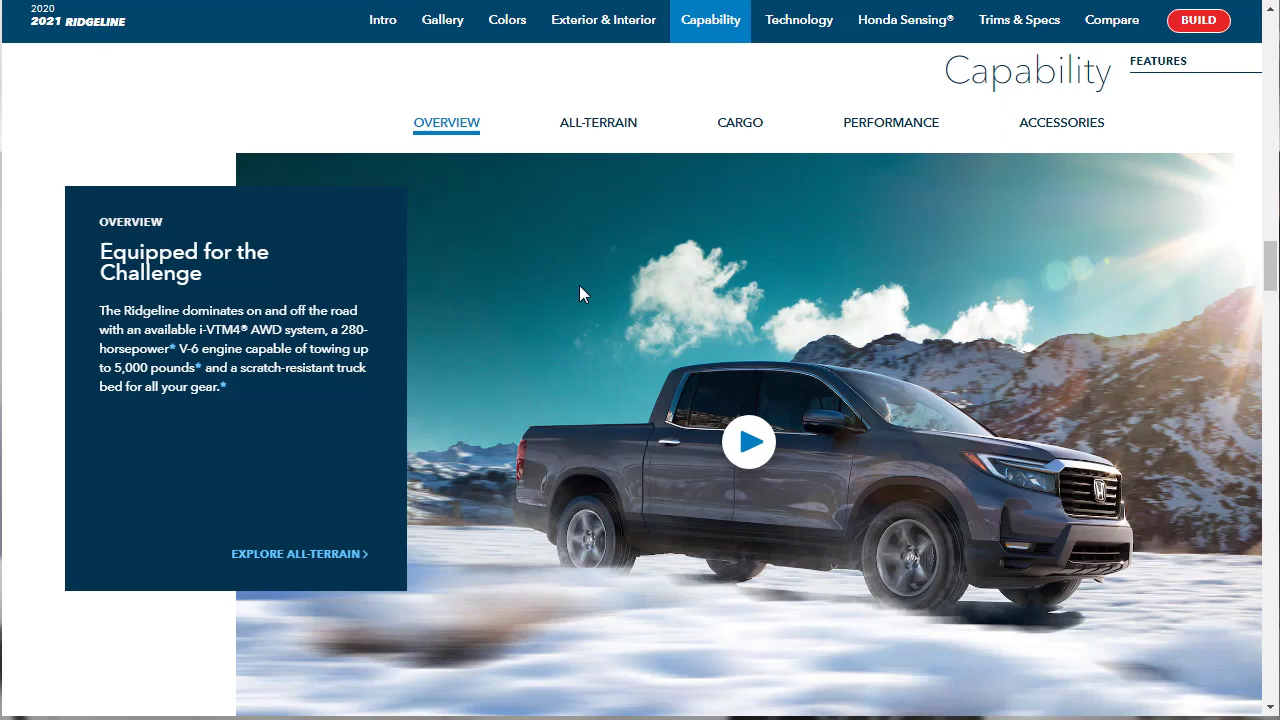 2020
2021 RIDGELINE
Intro Gallery Colors Exterior & Interior Capability Technology Honda Sensing® Trims & Specs Compare BUILD
Capability
FEATURES
OVERVIEW ALL-TERRAIN CARGO PERFORMANCE ACCESSORIES
OVERVIEW
Equipped for the
Challenge
The Ridgeline dominates on and off the road
with an available i-VTM4® AWD system, a 280-
horsepower* V-6 engine capable of towing up
to 5,000 pounds* and a scratch-resistant truck
bed for all your gear.*
EXPLORE ALL-TERRAIN >